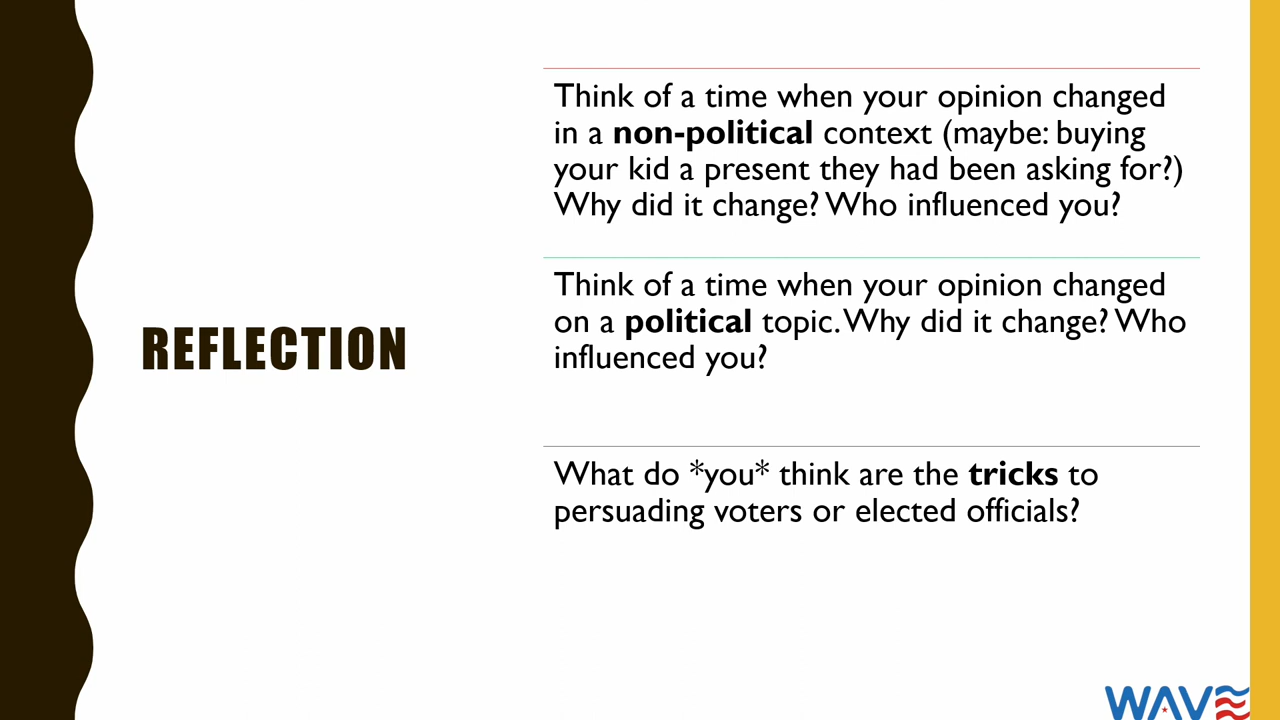 Think of a time when your opinion changed
in a non-political context (maybe: buying
your kid a present they had been asking for?)
Why did it change? Who influenced you?
Think of a time when your opinion changed
on a political topic. Why did it change? Who
influenced you?
REFLECTION
What do *you* think are the tricks to
persuading voters or elected officials?
WAVE